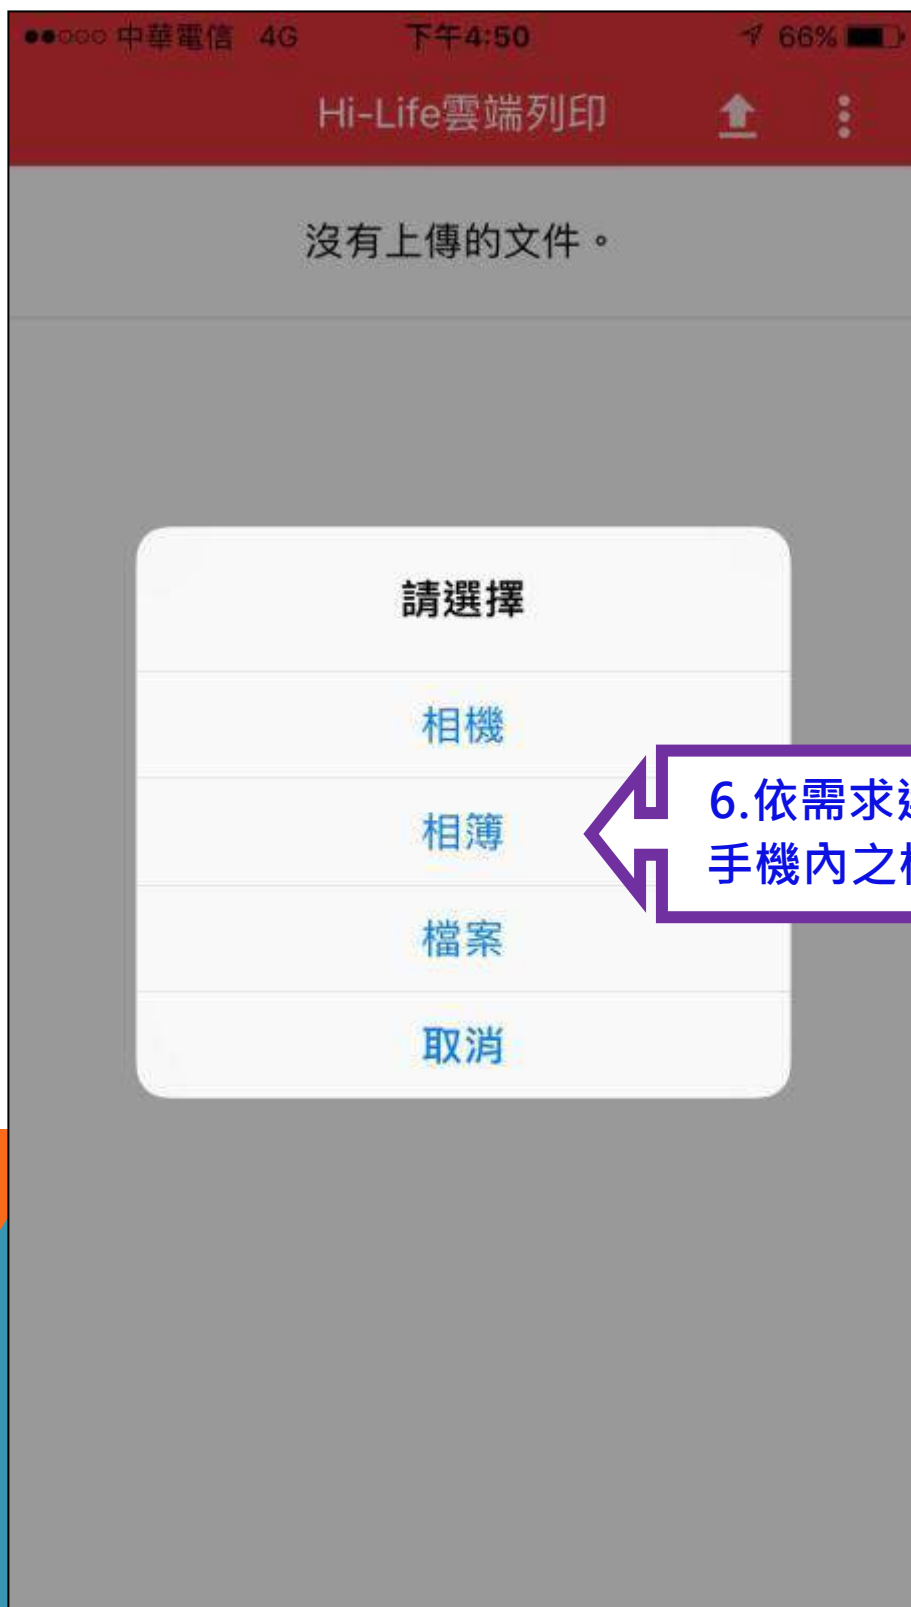 中華電信 4G 下午4:50 66%
Hi-Life雲端列印
沒有上傳的文件。
請選擇
相機
相簿
檔案
取消
6.依需求
手機內之